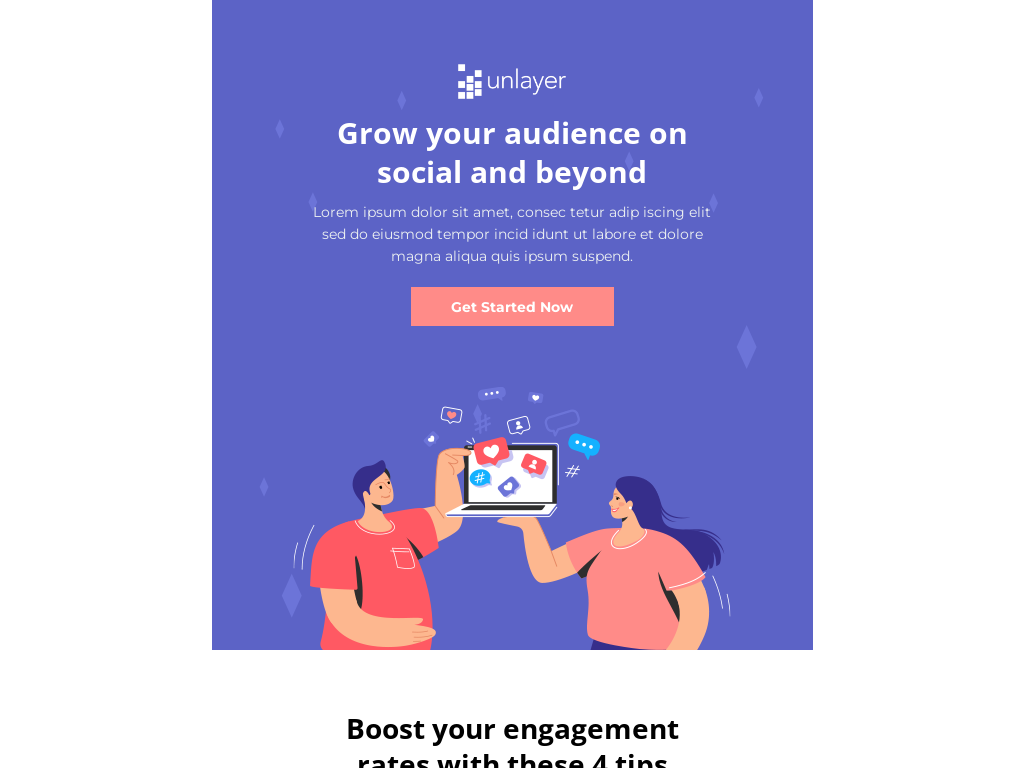 unlayer
Grow your audience on
social and beyond
Lorem ipsum dolor sit amet, consec tetur adip iscing elit
sed do eiusmod tempor incid idunt ut labore et dolore
magna aliqua quis ipsum suspend.
Get Started Now
#
#
#
Boost your engagement
rates with these 4 tips